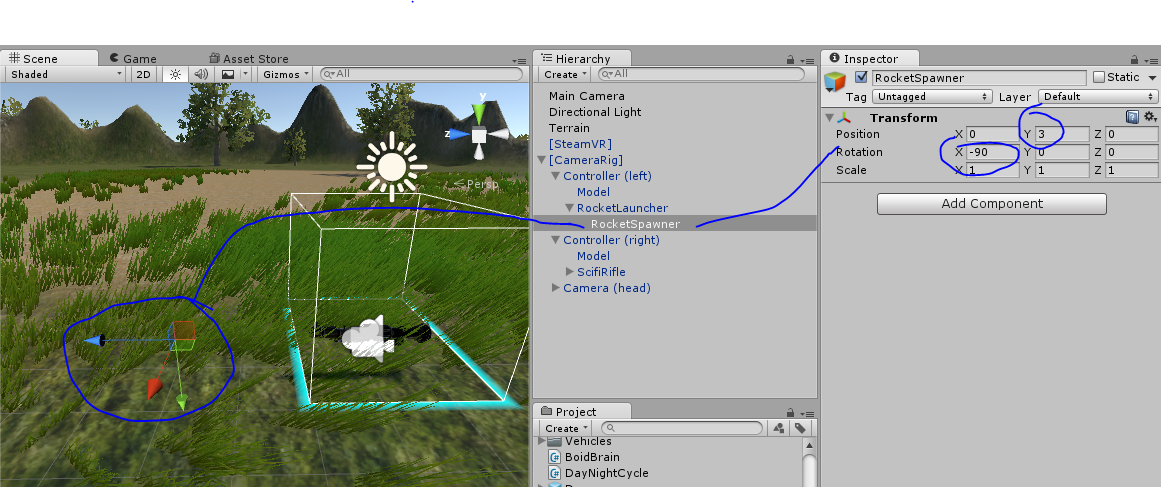 Scene Game Asset Store
Shaded 2D Gizmos All
y
z
Persp
Hierarchy
Create All
Main Camera
Directional Light
Terrain
[SteamVR]
[CameraRig]
Controller (left)
Model
RocketLauncher
RocketSpawner
Controller (right)
Model
ScifiRifle
Camera (head)
Project
Create
Vehicles
BoidBrain
DayNightCycle
Inspector
RocketSpawner Static
Tag Untagged Layer Default
Transform
Position X 0 Y 3 Z 0
Rotation X -90 Y 0 Z 0
Scale X 1 Y 1 Z 1
Add Component